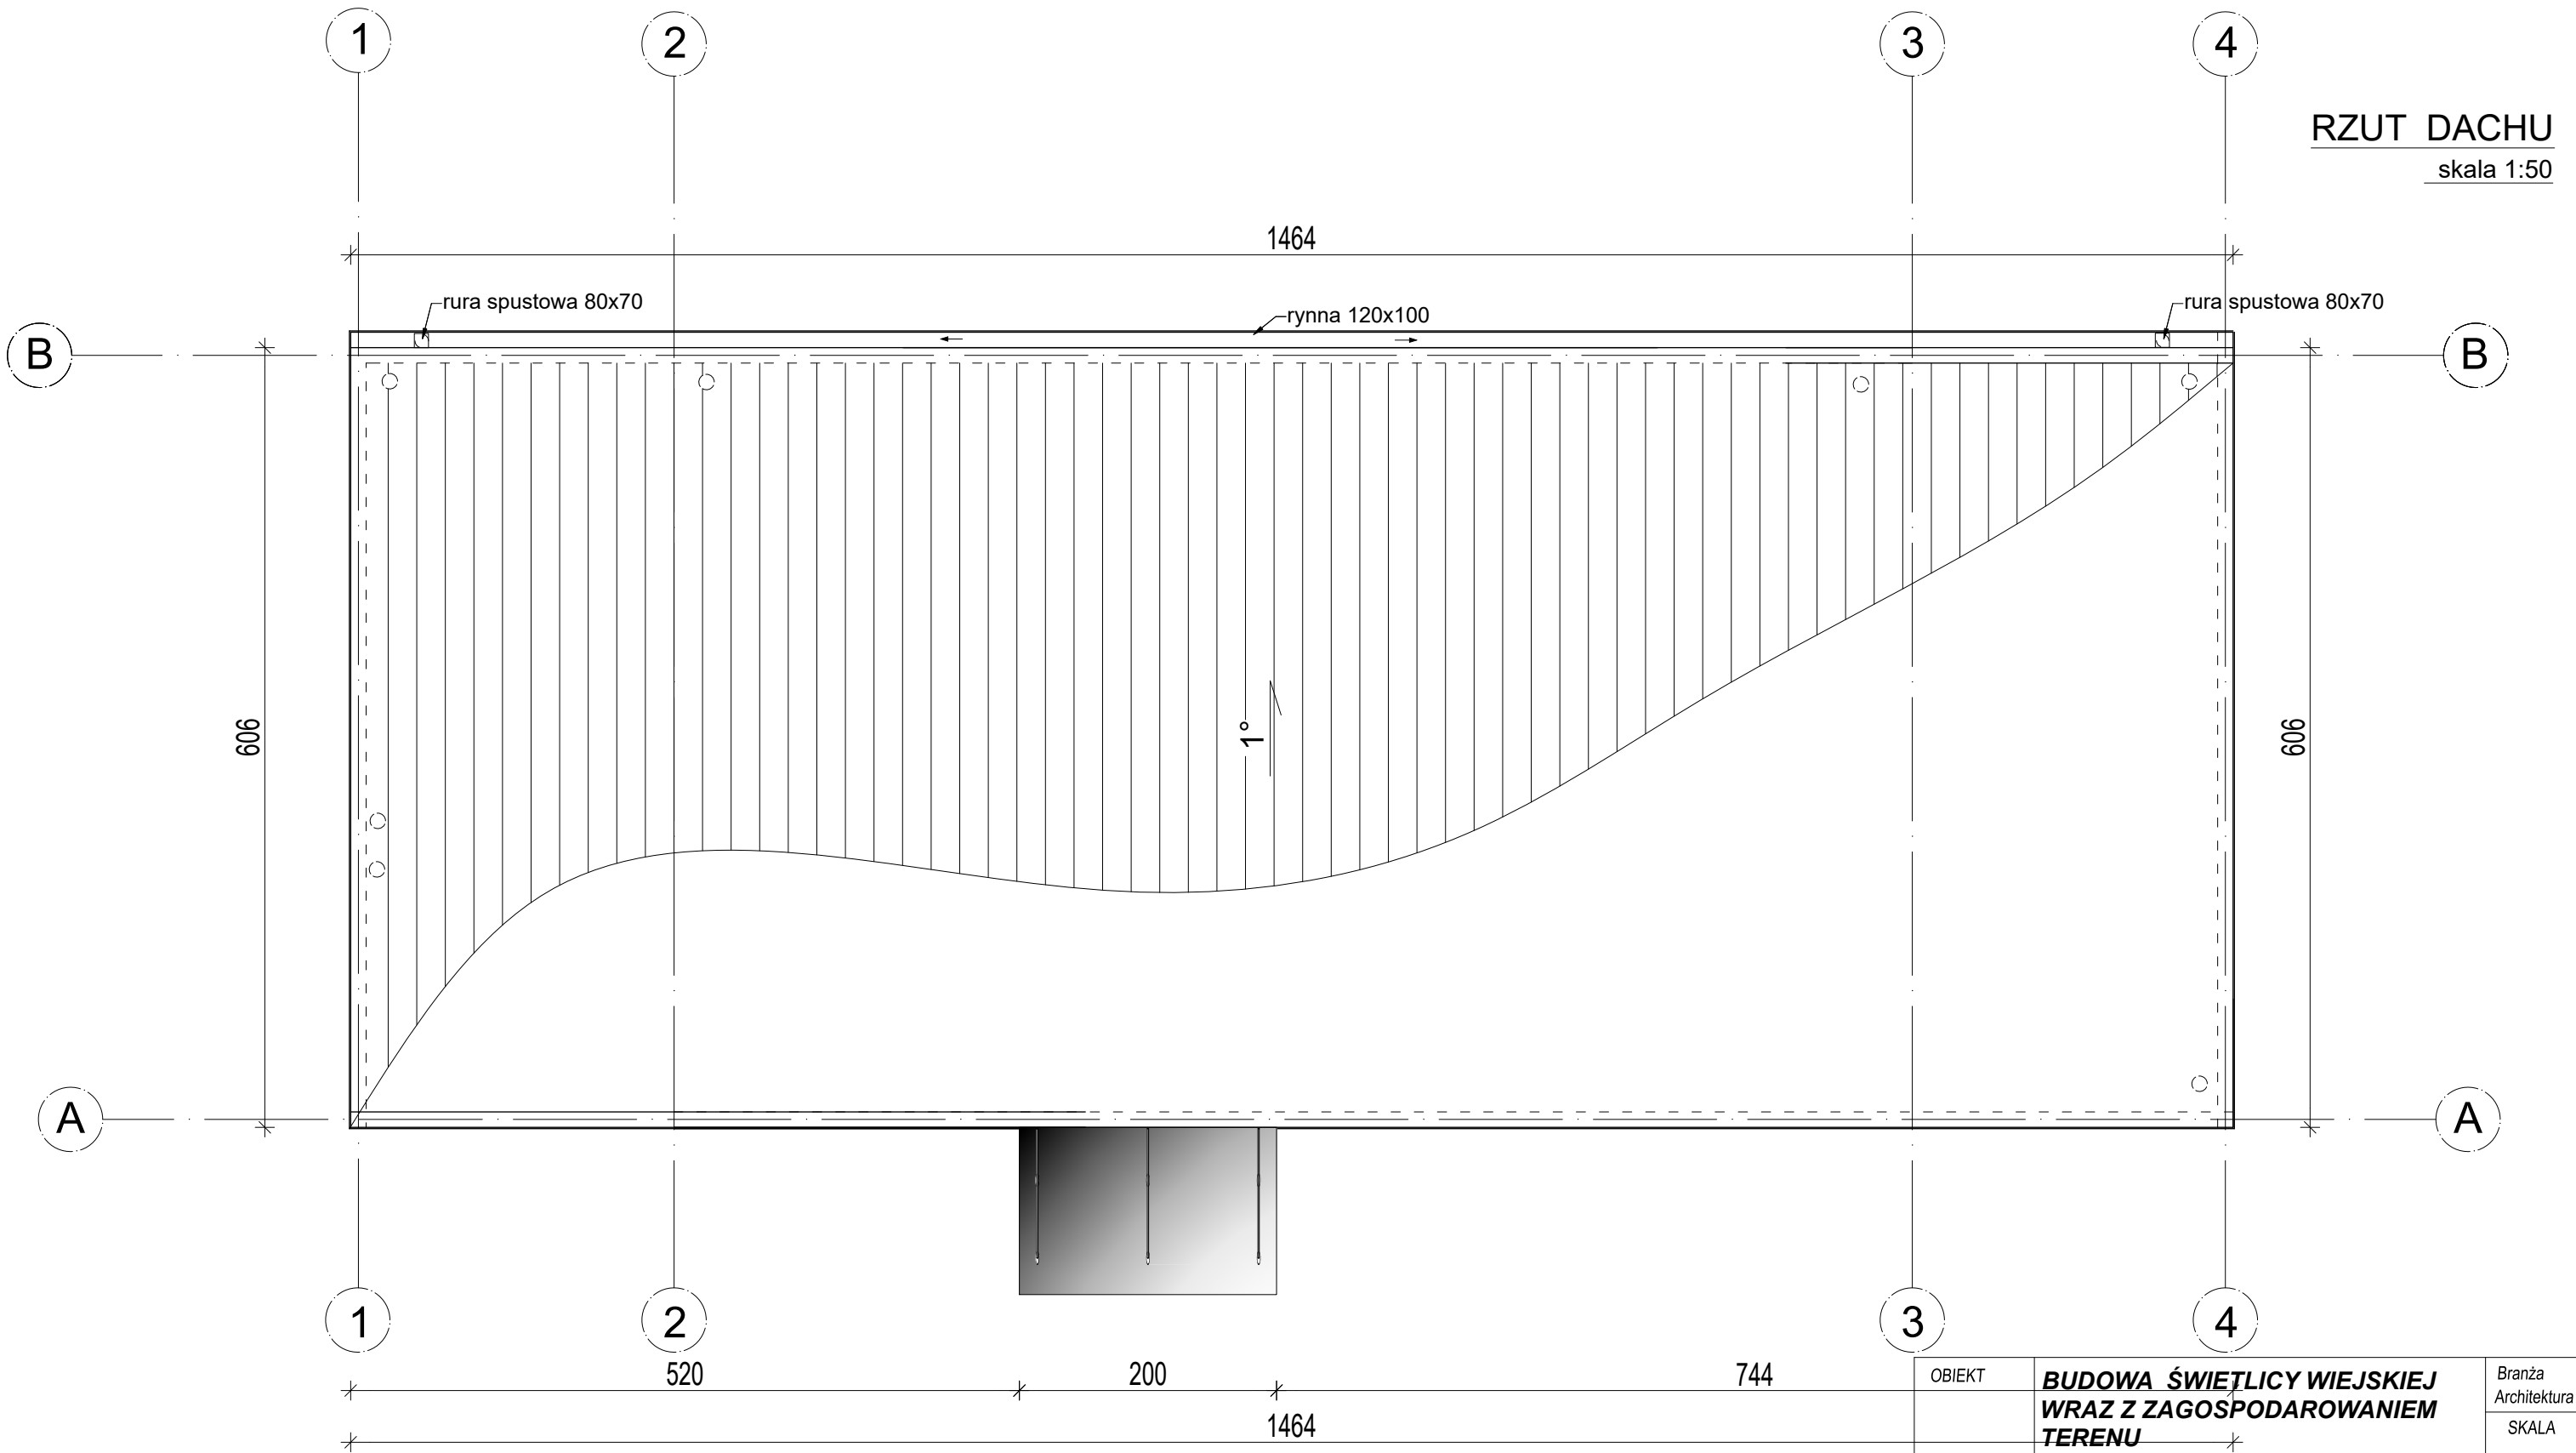 1
2
3
4
RZUT DACHU
skala 1:50
1464
rura spustowa 80x70
rynna 120x100
rura spustowa 80x70
B
B
606
1°
606
A
A
1
2
3
4
520
200
744
1464
OBIEKT
BUDOWA ŚWIETLICY WIEJSKIEJ
WRAZ Z ZAGOSPODAROWANIEM
TERENU
Branża
Architektura
SKALA